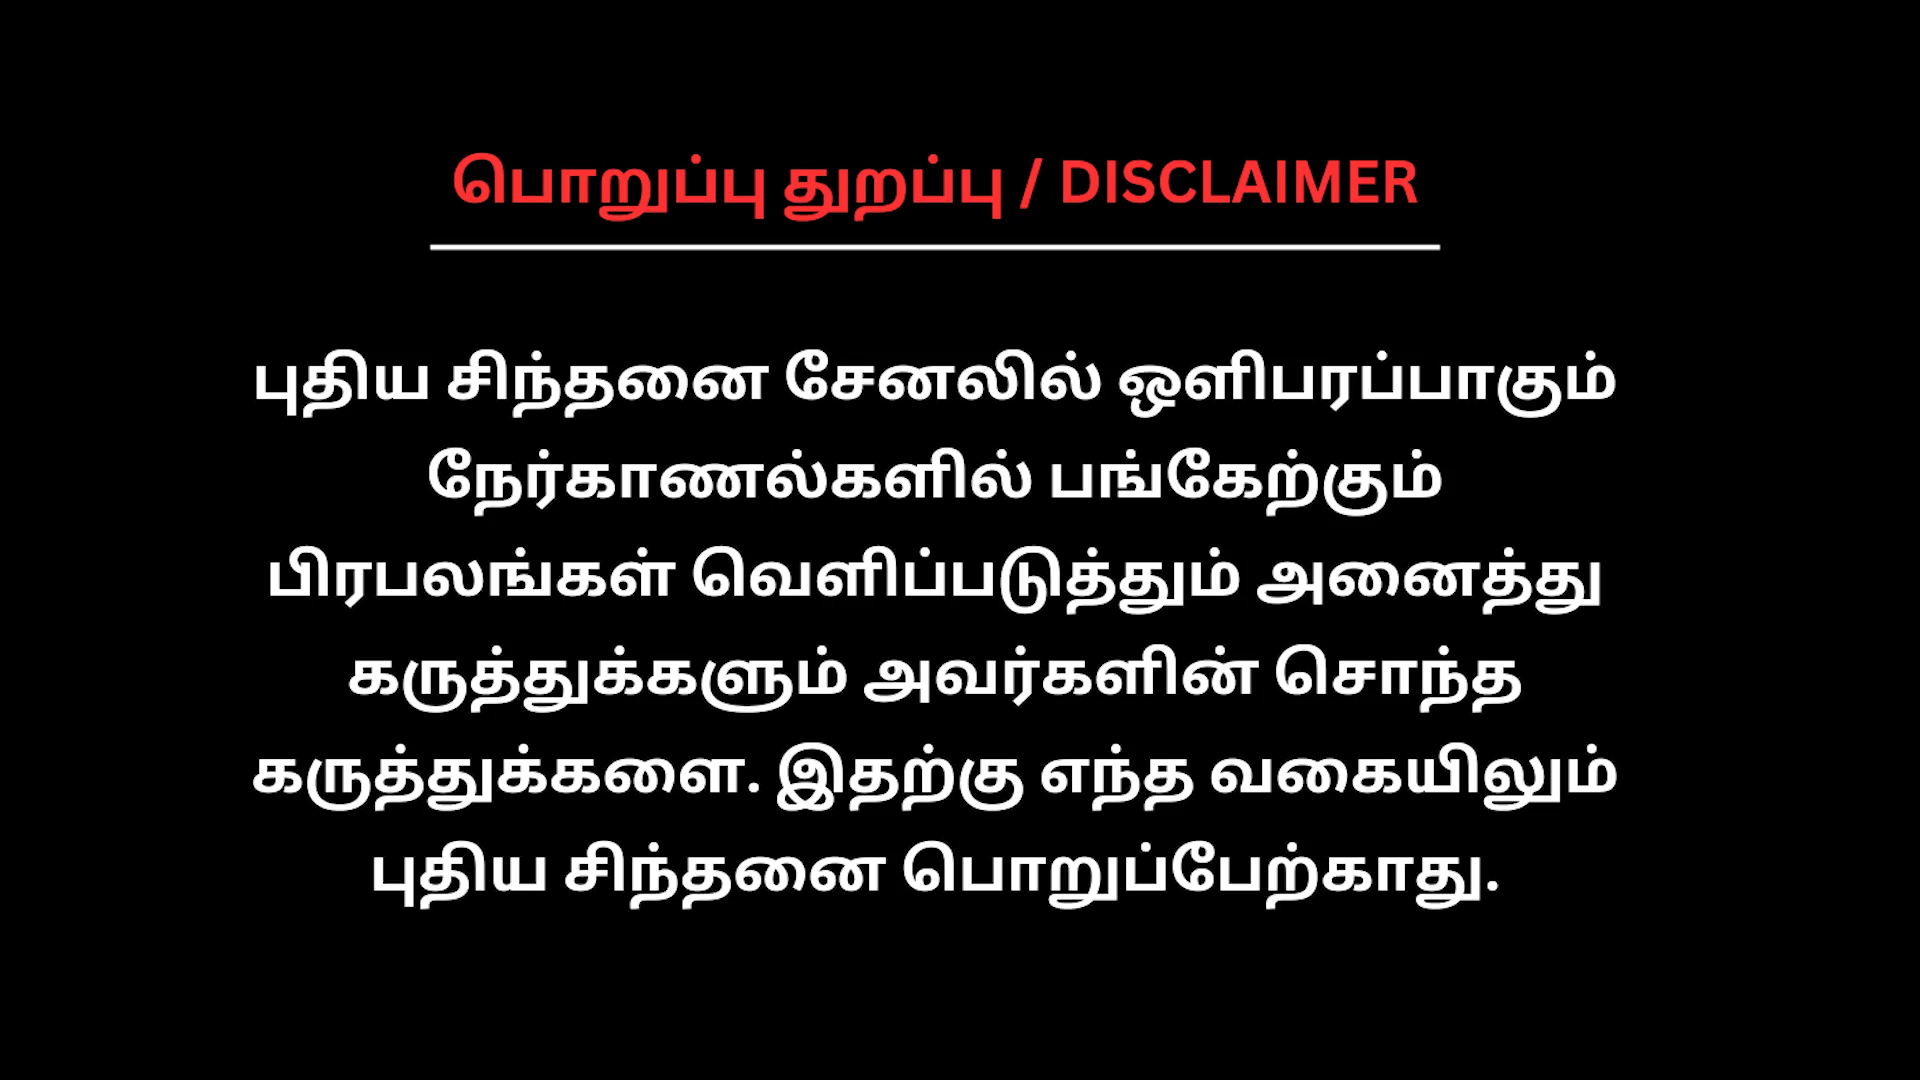 பொறுப்பு துறப்பு / DISCLAIMER
புதிய சிந்தனை சேனலில் ஒளிபரப்பாகும்
நேர்காணல்களில் பங்கேற்கும்
பிரபலங்கள் வெளிப்படுத்தும் அனைத்து
கருத்துக்களும் அவர்களின் சொந்த
கருத்துக்களை. இதற்கு எந்த வகையிலும்
புதிய சிந்தனை பொறுப்பேற்காது.